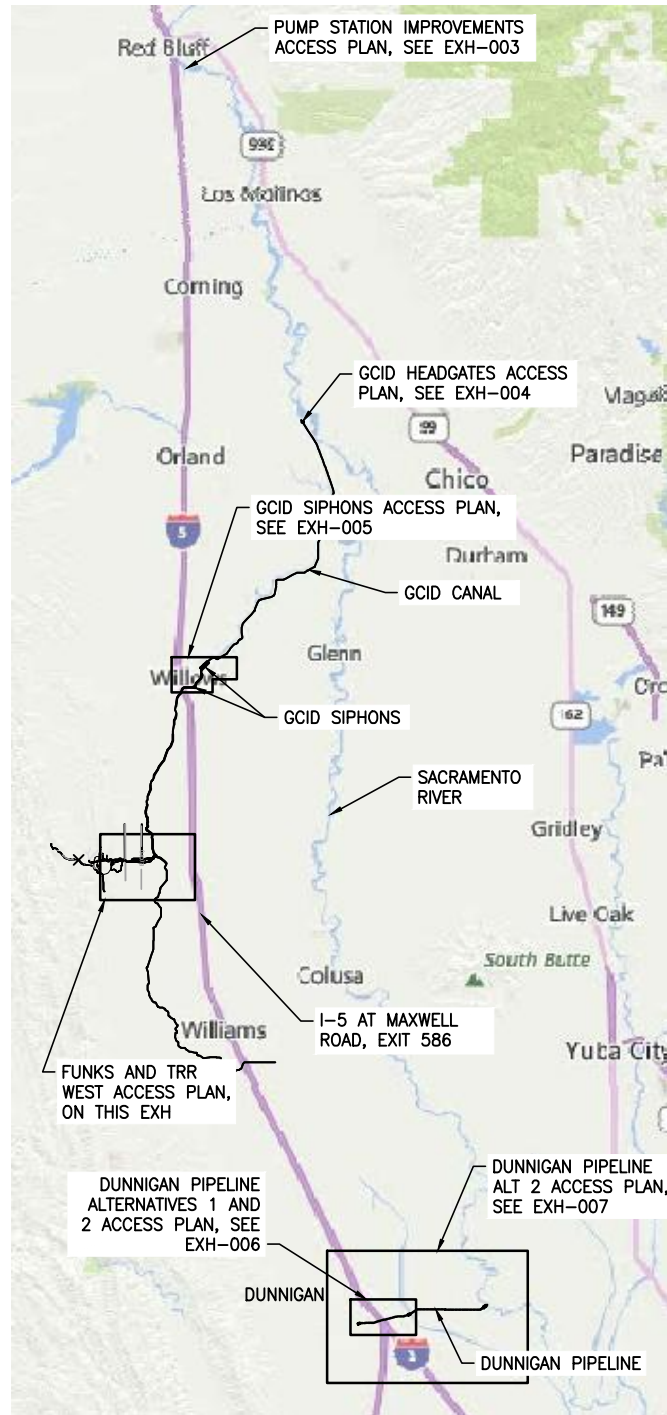 PUMP STATION IMPROVEMENTS
ACCESS PLAN, SEE EXH-003
Red Bluff
Los Molinos
Corning
GCID HEADGATES ACCESS
PLAN, SEE EXH-004
99
Paradise
Orland
Chico
GCID SIPHONS ACCESS PLAN,
SEE EXH-005
5
Durham
GCID CANAL
149
Glenn
Willows
GCID SIPHONS
162
SACRAMENTO
RIVER
Gridley
Live Oak
South Butte
Colusa
I-5 AT MAXWELL
ROAD, EXIT 586
Williams
Yuba City
FUNKS AND TRR
WEST ACCESS PLAN,
ON THIS EXH
DUNNIGAN PIPELINE
ALT 2 ACCESS PLAN,
SEE EXH-007
DUNNIGAN PIPELINE
ALTERNATIVES 1 AND
2 ACCESS PLAN, SEE
EXH-006
DUNNIGAN
DUNNIGAN PIPELINE